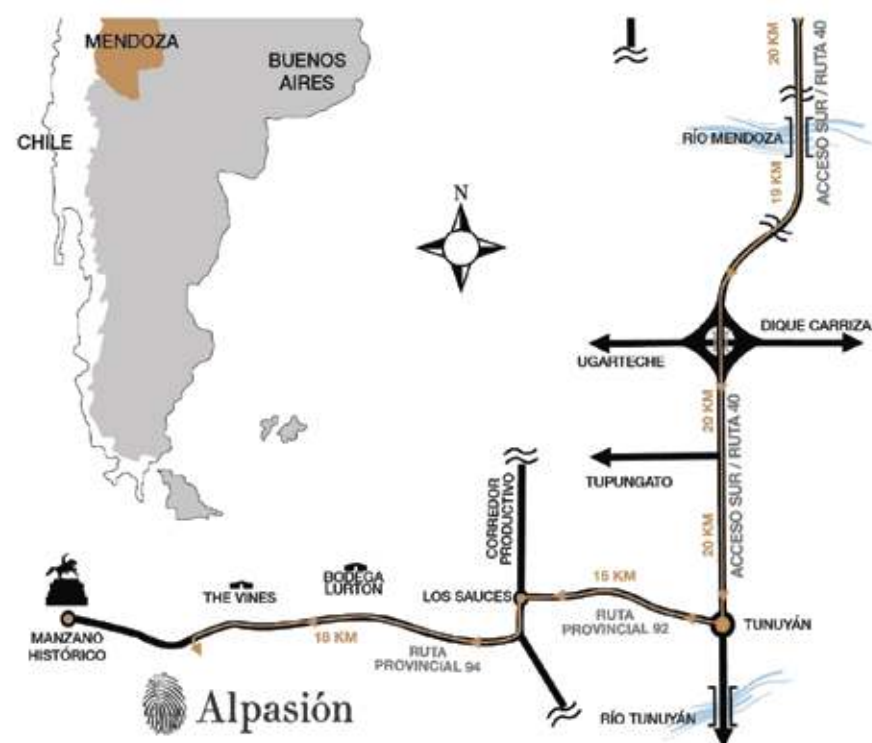 MENDOZA
BUENOS
AIRES
CHILE
N
20 KM
RÍO MENDOZA
ACCESO SUR / RUTA 40
19 KM
DIQUE CARRIZA
UGARTECHE
20 KM
ACCESO SUR / RUTA 40
TUPUNGATO
20 KM
CORREDOR
PRODUCTIVO
15 KM
LOS SAUCES
RUTA
PROVINCIAL 92
TUNUYÁN
BODEGA
LURTON
THE VINES
MANZANO
HISTÓRICO
18 KM
RUTA
PROVINCIAL 94
RÍO TUNUYÁN
Alpasión